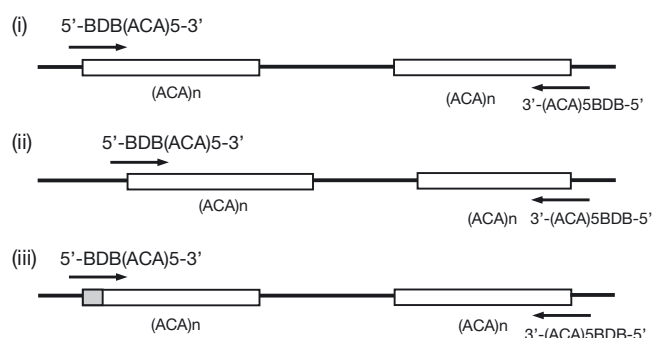 (i)
5’-BDB(ACA)5-3’
(ACA)n
(ACA)n
3’-(ACA)5BDB-5’
(ii)
5’-BDB(ACA)5-3’
(ACA)n
(ACA)n 3’-(ACA)5BDB-5’
(iii)
5’-BDB(ACA)5-3’
(ACA)n
(ACA)n
3’-(ACA)5BDB-5’